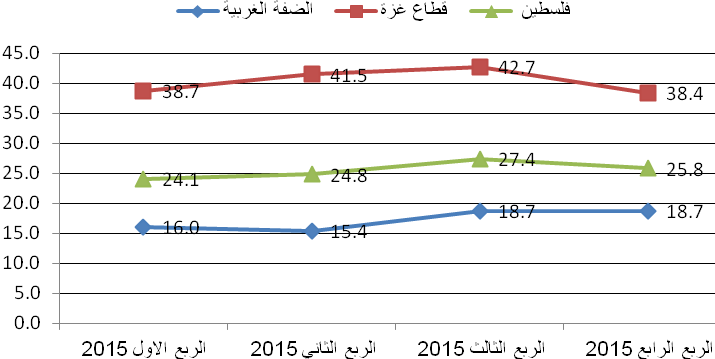 الضفة الغربية قطاع غزة فلسطين
45.0
40.0
35.0
30.0
25.0
20.0
15.0
10.0
5.0
0.0
38.7 41.5 42.7 38.4
24.1 24.8 27.4 25.8
16.0 15.4 18.7 18.7
الربع الاول 2015 الربع الثاني 2015 الربع الثالث 2015 الربع الرابع 2015